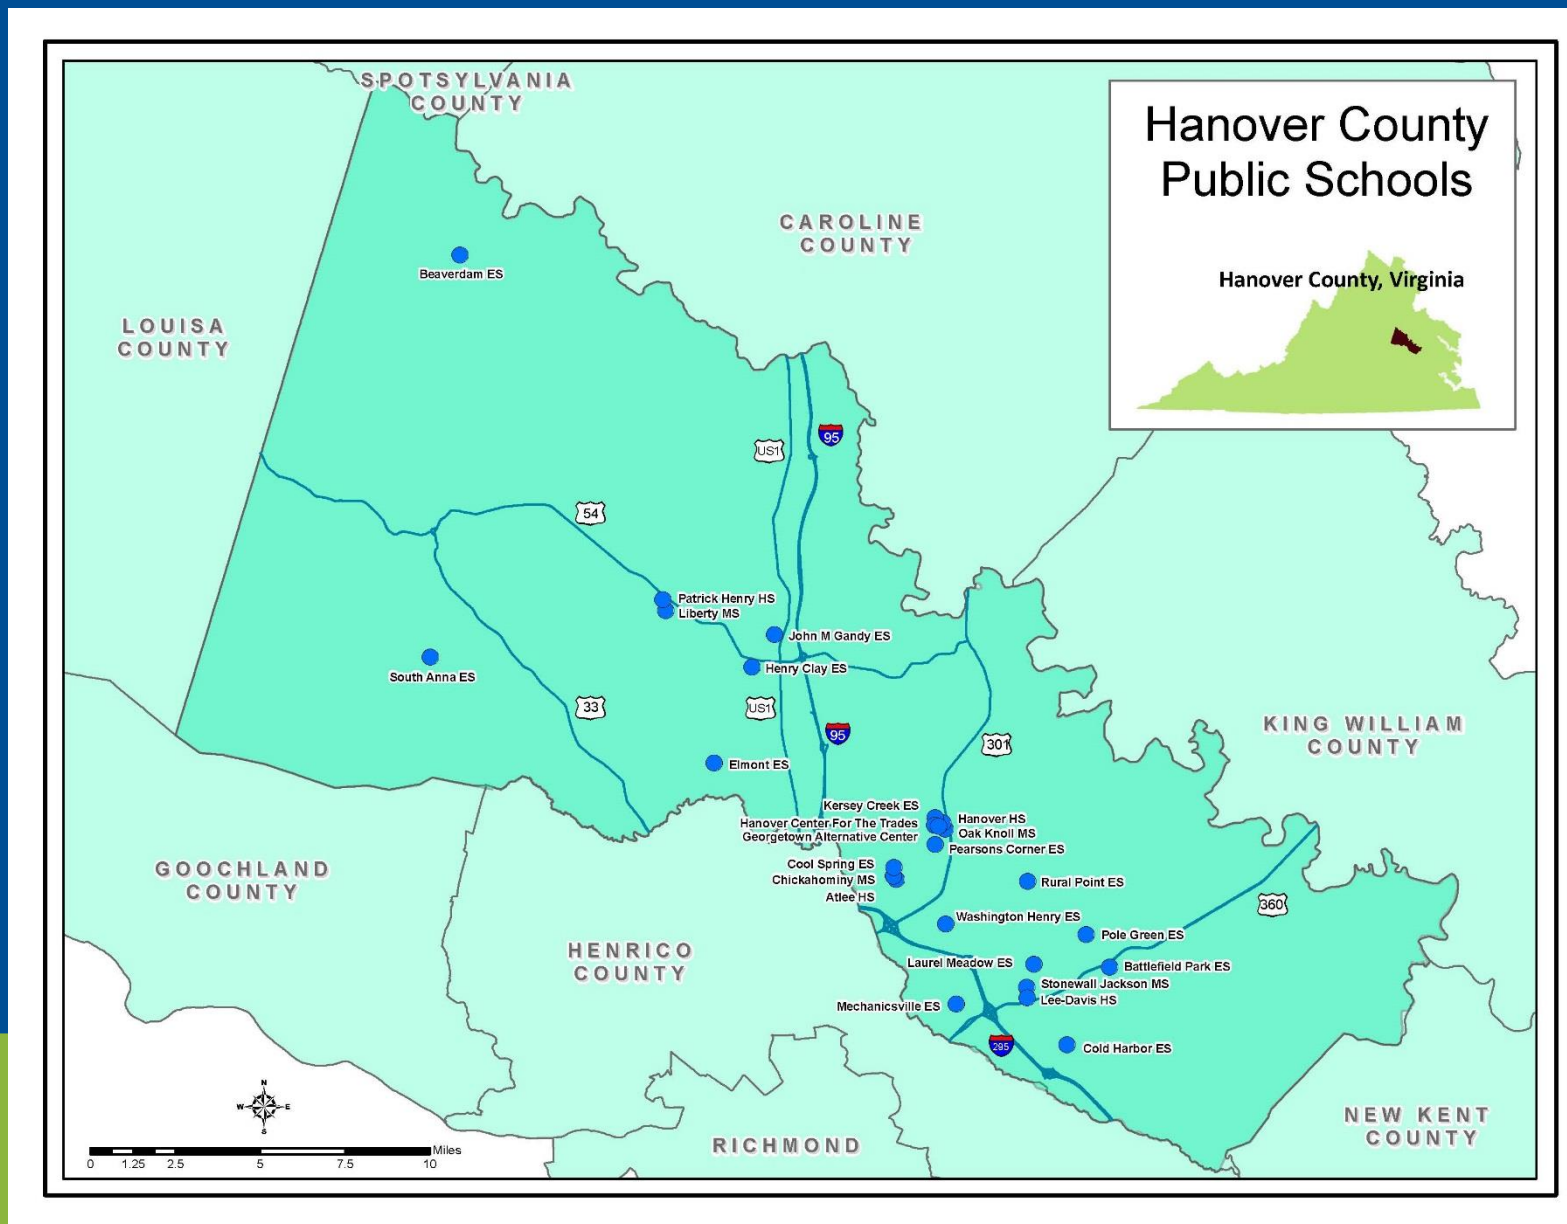 SPOTSYLVANIA
COUNTY
Hanover County
Public Schools
CAROLINE
COUNTY
Hanover County, Virginia
Beaverdam ES
LOUISA
COUNTY
95
US1
54
Patrick Henry HS
Liberty MS
John M Gandy ES
Henry Clay ES
South Anna ES
33
US1
95
301
KING WILLIAM
COUNTY
Elmont ES
Kersey Creek ES
Hanover Center For The Trades
Georgetown Alternative Center
Hanover HS
Oak Knoll MS
Pearsons Corner ES
GOOCHLAND
COUNTY
Cool Spring ES
Chickahominy MS
Atlee HS
Rural Point ES
360
Washington Henry ES
Pole Green ES
HENRICO
COUNTY
Laurel Meadow ES
Battlefield Park ES
Stonewall Jackson MS
Lee-Davis HS
Mechanicsville ES
295
Cold Harbor ES
N
W E
S
NEW KENT
COUNTY
RICHMOND
Miles
0 1.25 2.5 5 7.5 10